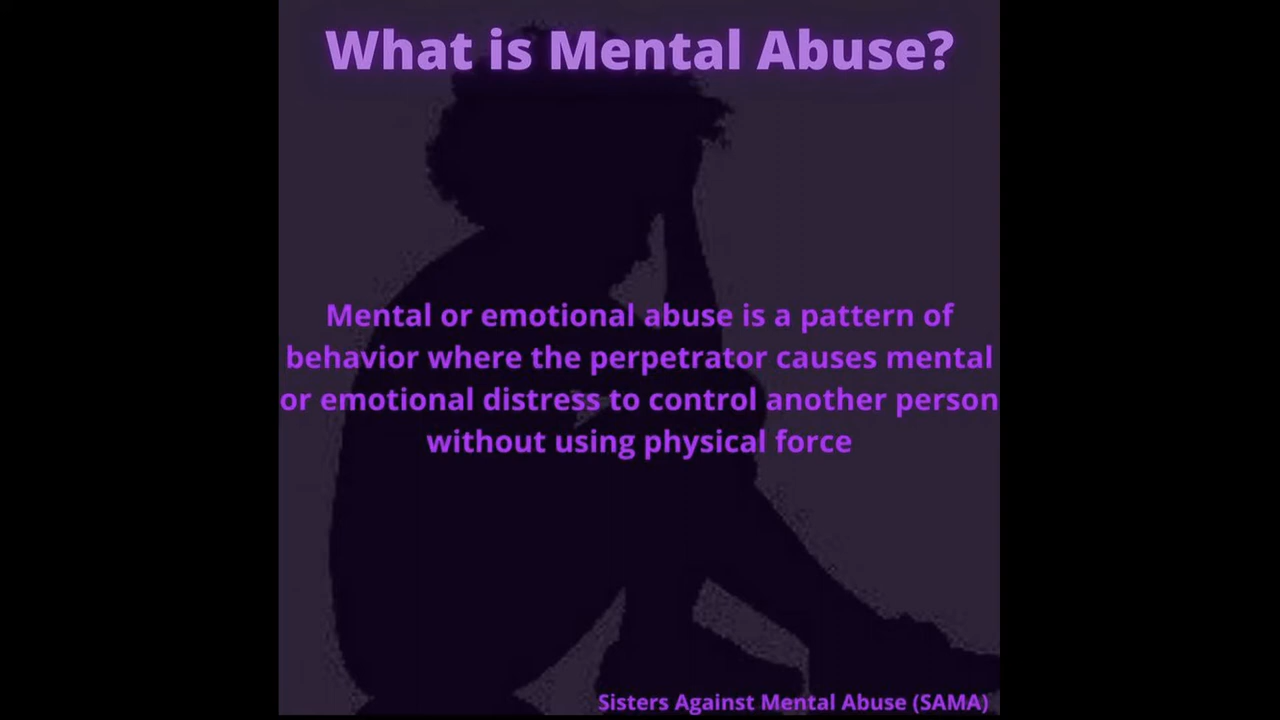 What is Mental Abuse?
Mental or emotional abuse is a pattern of
behavior where the perpetrator causes mental
or emotional distress to control another person
without using physical force
Sisters Against Mental Abuse (SAMA)